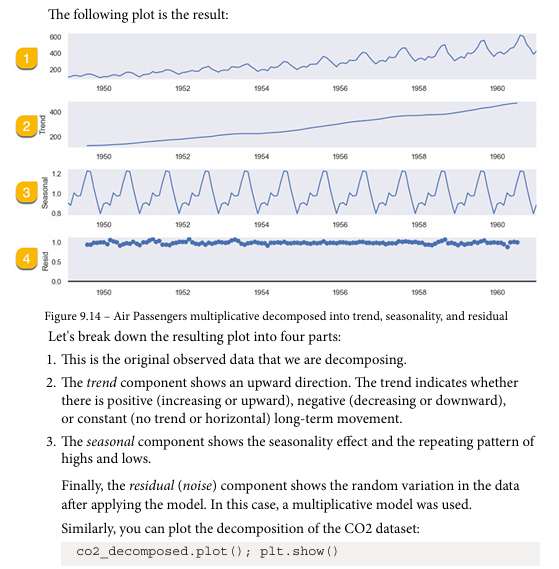 The following plot is the result:
1
600
400
200
1950 1952 1954 1956 1958 1960
2
Trend
400
200
1950 1952 1954 1956 1958 1960
3
Seasonal
1.2
1.0
0.8
1950 1952 1954 1956 1958 1960
4
Resid
1.0
0.5
0.0
1950 1952 1954 1956 1958 1960
Figure 9.14 – Air Passengers multiplicative decomposed into trend, seasonality, and residual
Let's break down the resulting plot into four parts:
1. This is the original observed data that we are decomposing.
2. The trend component shows an upward direction. The trend indicates whether
there is positive (increasing or upward), negative (decreasing or downward),
or constant (no trend or horizontal) long-term movement.
3. The seasonal component shows the seasonality effect and the repeating pattern of
highs and lows.
Finally, the residual (noise) component shows the random variation in the data
after applying the model. In this case, a multiplicative model was used.
Similarly, you can plot the decomposition of the CO2 dataset:
co2_decomposed.plot(); plt.show()